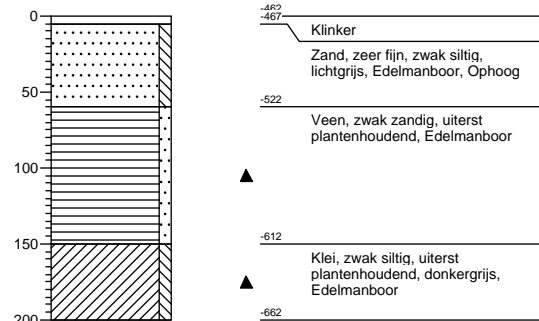 0
50
100
150
200
-462
-467
Klinker
Zand, zeer fijn, zwak siltig,
lichtgrijs, Edelmanboor, Ophoog
-522
Veen, zwak zandig, uiterst
plantenhoudend, Edelmanboor
-612
Klei, zwak siltig, uiterst
plantenhoudend, donkergrijs,
Edelmanboor
-662